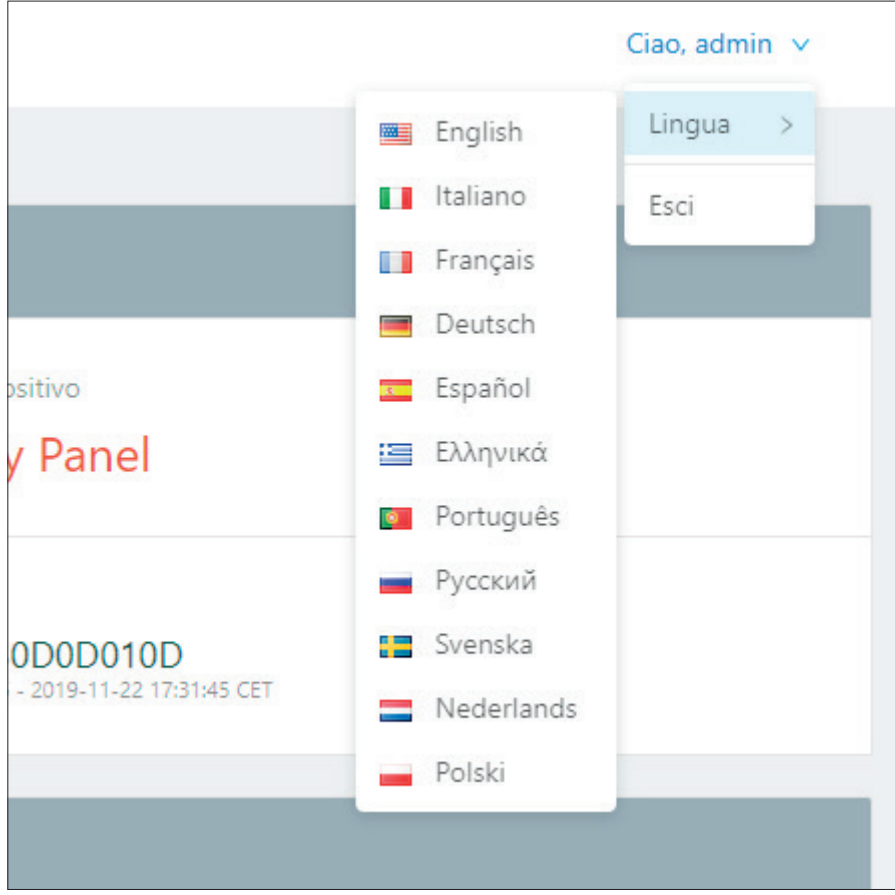 Ciao, admin
Lingua >
Esci
English
Italiano
Français
Deutsch
Español
Ελληνικά
Português
Русский
Svenska
Nederlands
Polski
ositivo
y Panel
0D0D010D
- 2019-11-22 17:31:45 CET